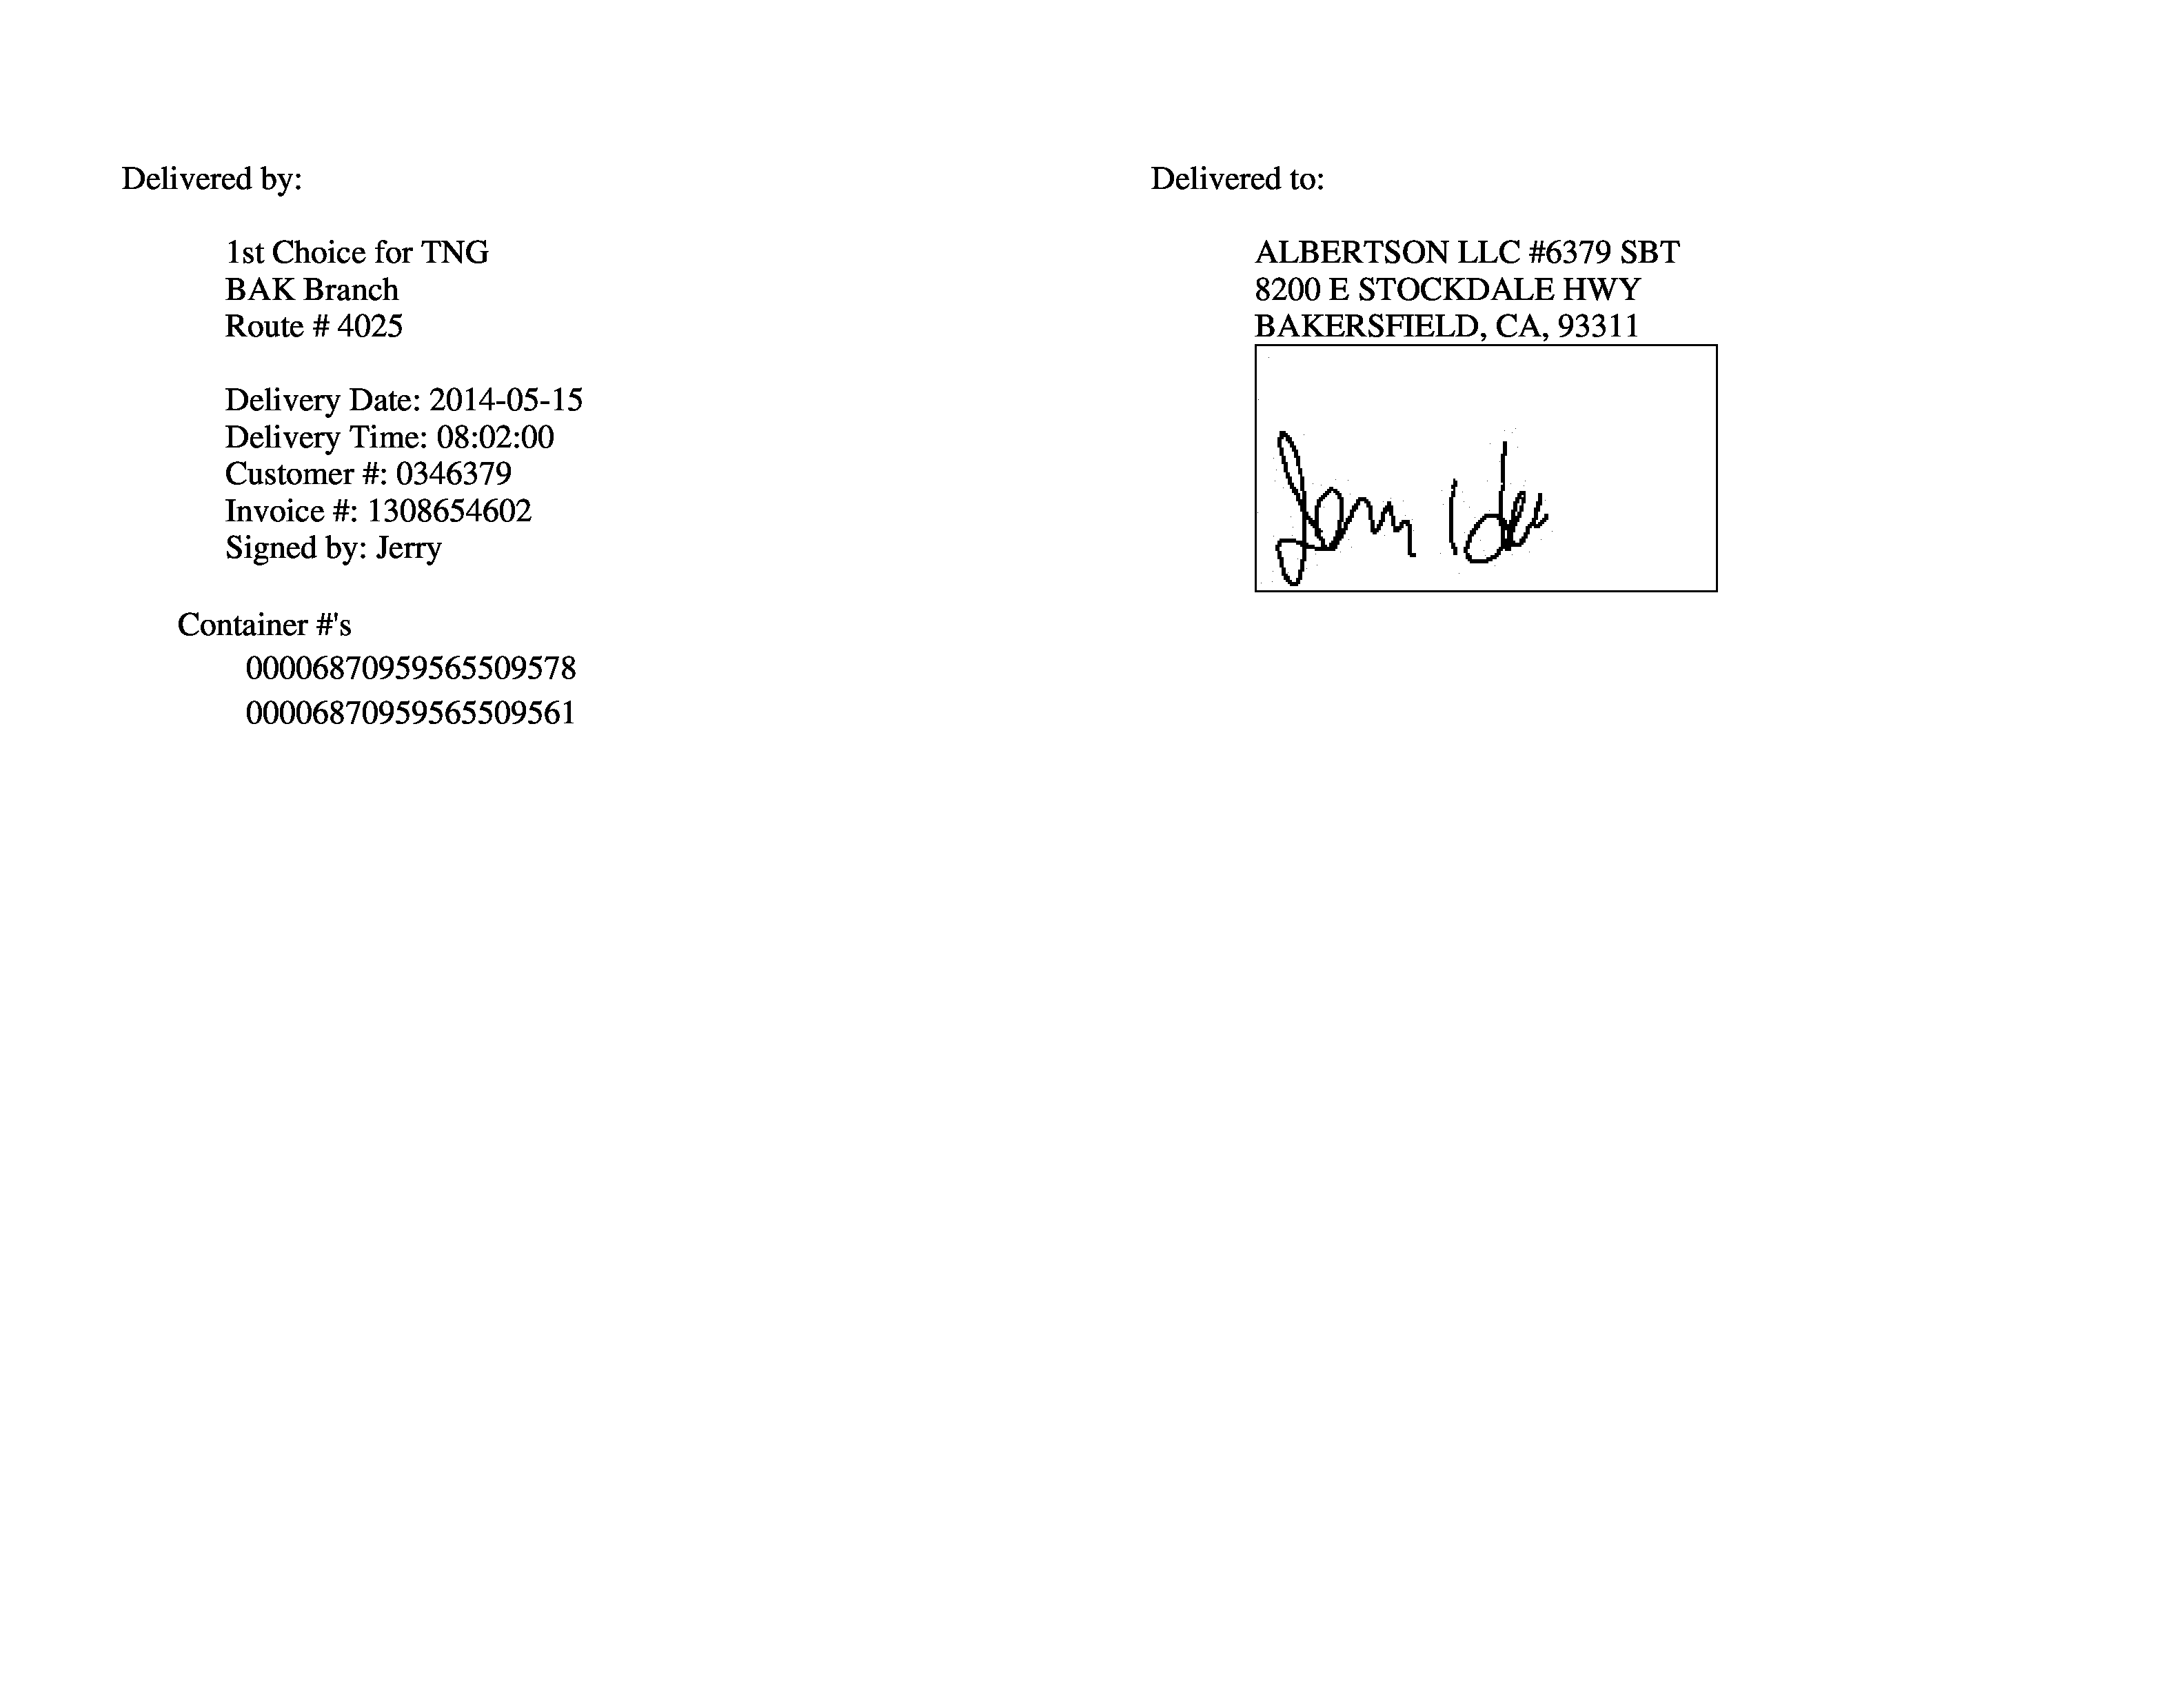 Delivered by:
1st Choice for TNG
BAK Branch
Route # 4025
Delivery Date: 2014-05-15
Delivery Time: 08:02:00
Customer #: 0346379
Invoice #: 1308654602
Signed by: Jerry
Container #'s
00006870959565509578
00006870959565509561
Delivered to:
ALBERTSON LLC #6379 SBT
8200 E STOCKDALE HWY
BAKERSFIELD, CA, 93311